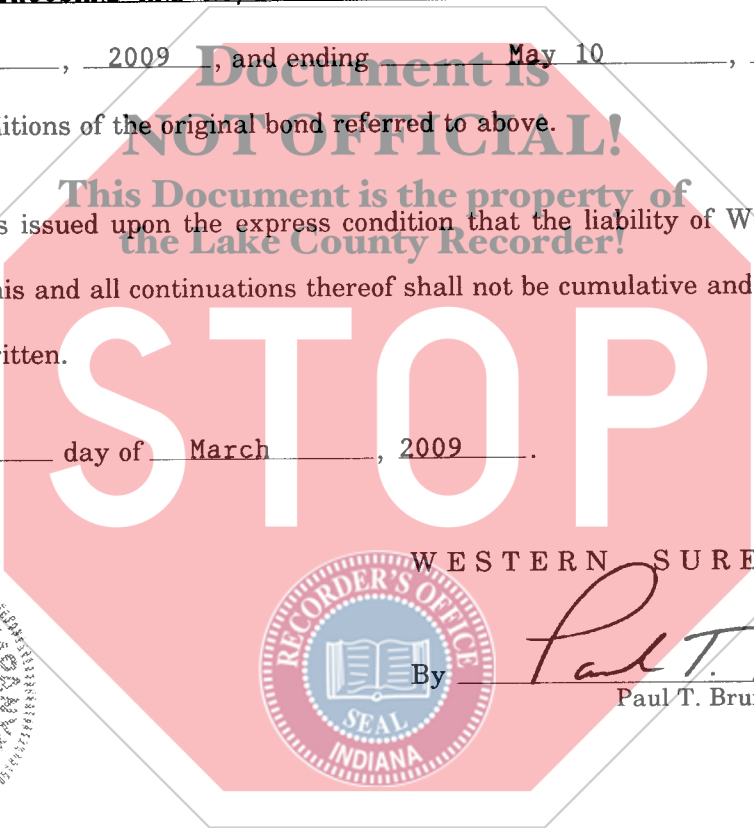 , 2009 , and ending May 10 ,
Document is
itions of the original bond referred to above.
NOT OFFICIAL!
This Document is the property of
s issued upon the express condition that the liability of W
the Lake County Recorder!
is and all continuations thereof shall not be cumulative and
itten.
STOP
day of March , 2009 .
WESTERN SURE
RECORDER'S OFFICE
SEAL
INDIANA
By Paul T.
Paul T. Bru